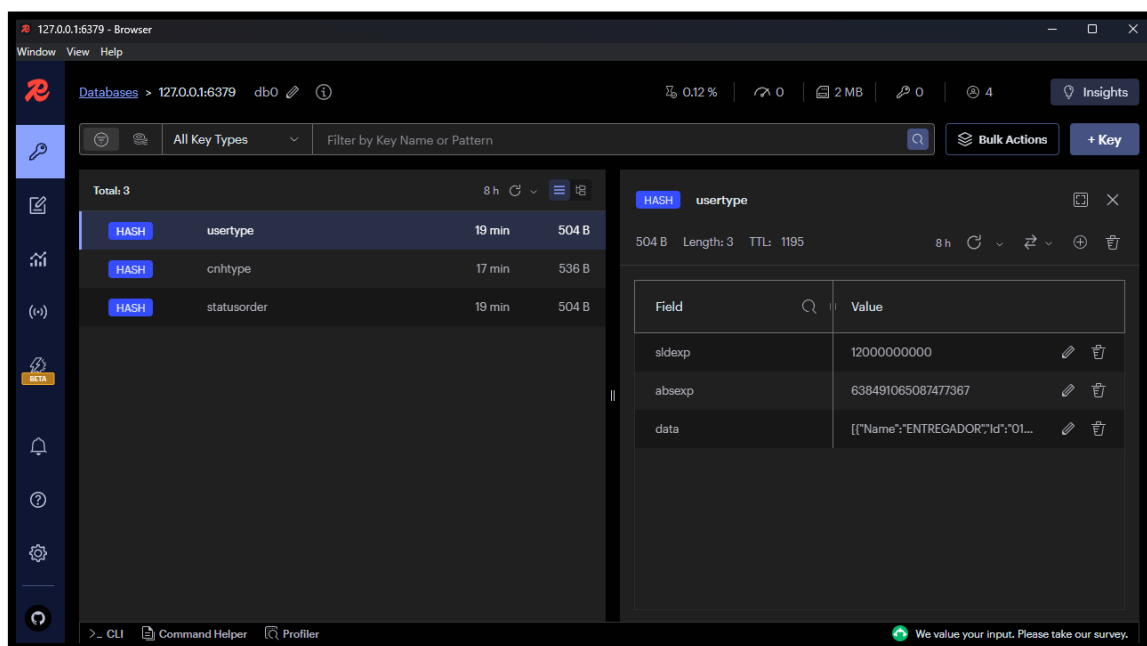 127.0.0.1:6379 - Browser
Window View Help
Databases > 127.0.0.1:6379 db0
0.12 % 0 2 MB 0 4 Insights
All Key Types Filter by Key Name or Pattern Bulk Actions + Key
Total: 3 8 h
HASH usertype 19 min 504 B
HASH cnhtype 17 min 536 B
HASH statusorder 19 min 504 B
BETA
HASH usertype
504 B Length: 3 TTL: 1195 8 h
Field Value
sldexp 12000000000
absexp 638491065087477367
data [{"Name":"ENTREGADOR","Id":"01...
>_ CLI Command Helper Profiler We value your input. Please take our survey.